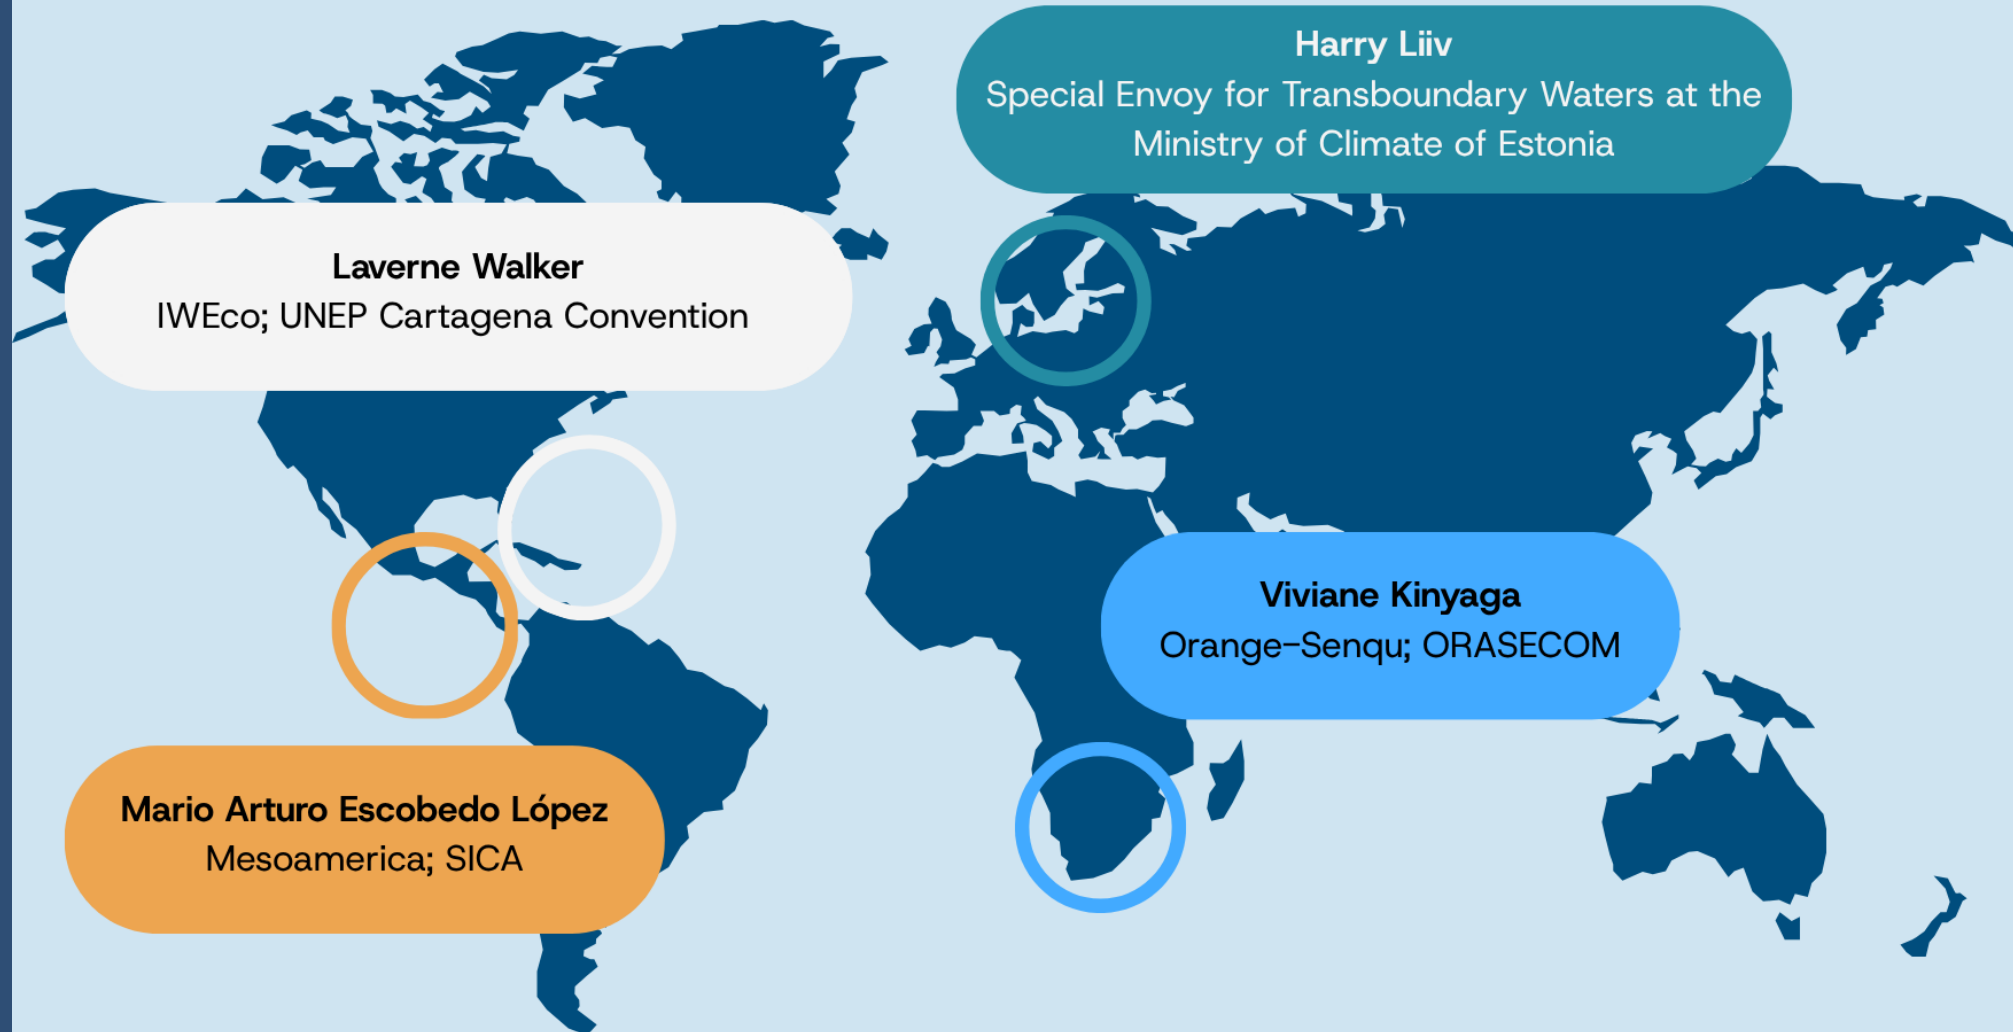 Harry Liiv
Special Envoy for Transboundary Waters at the
Ministry of Climate of Estonia
Laverne Walker
IWEco; UNEP Cartagena Convention
Viviane Kinyaga
Orange-Senqu; ORASECOM
Mario Arturo Escobedo López
Mesoamerica; SICA